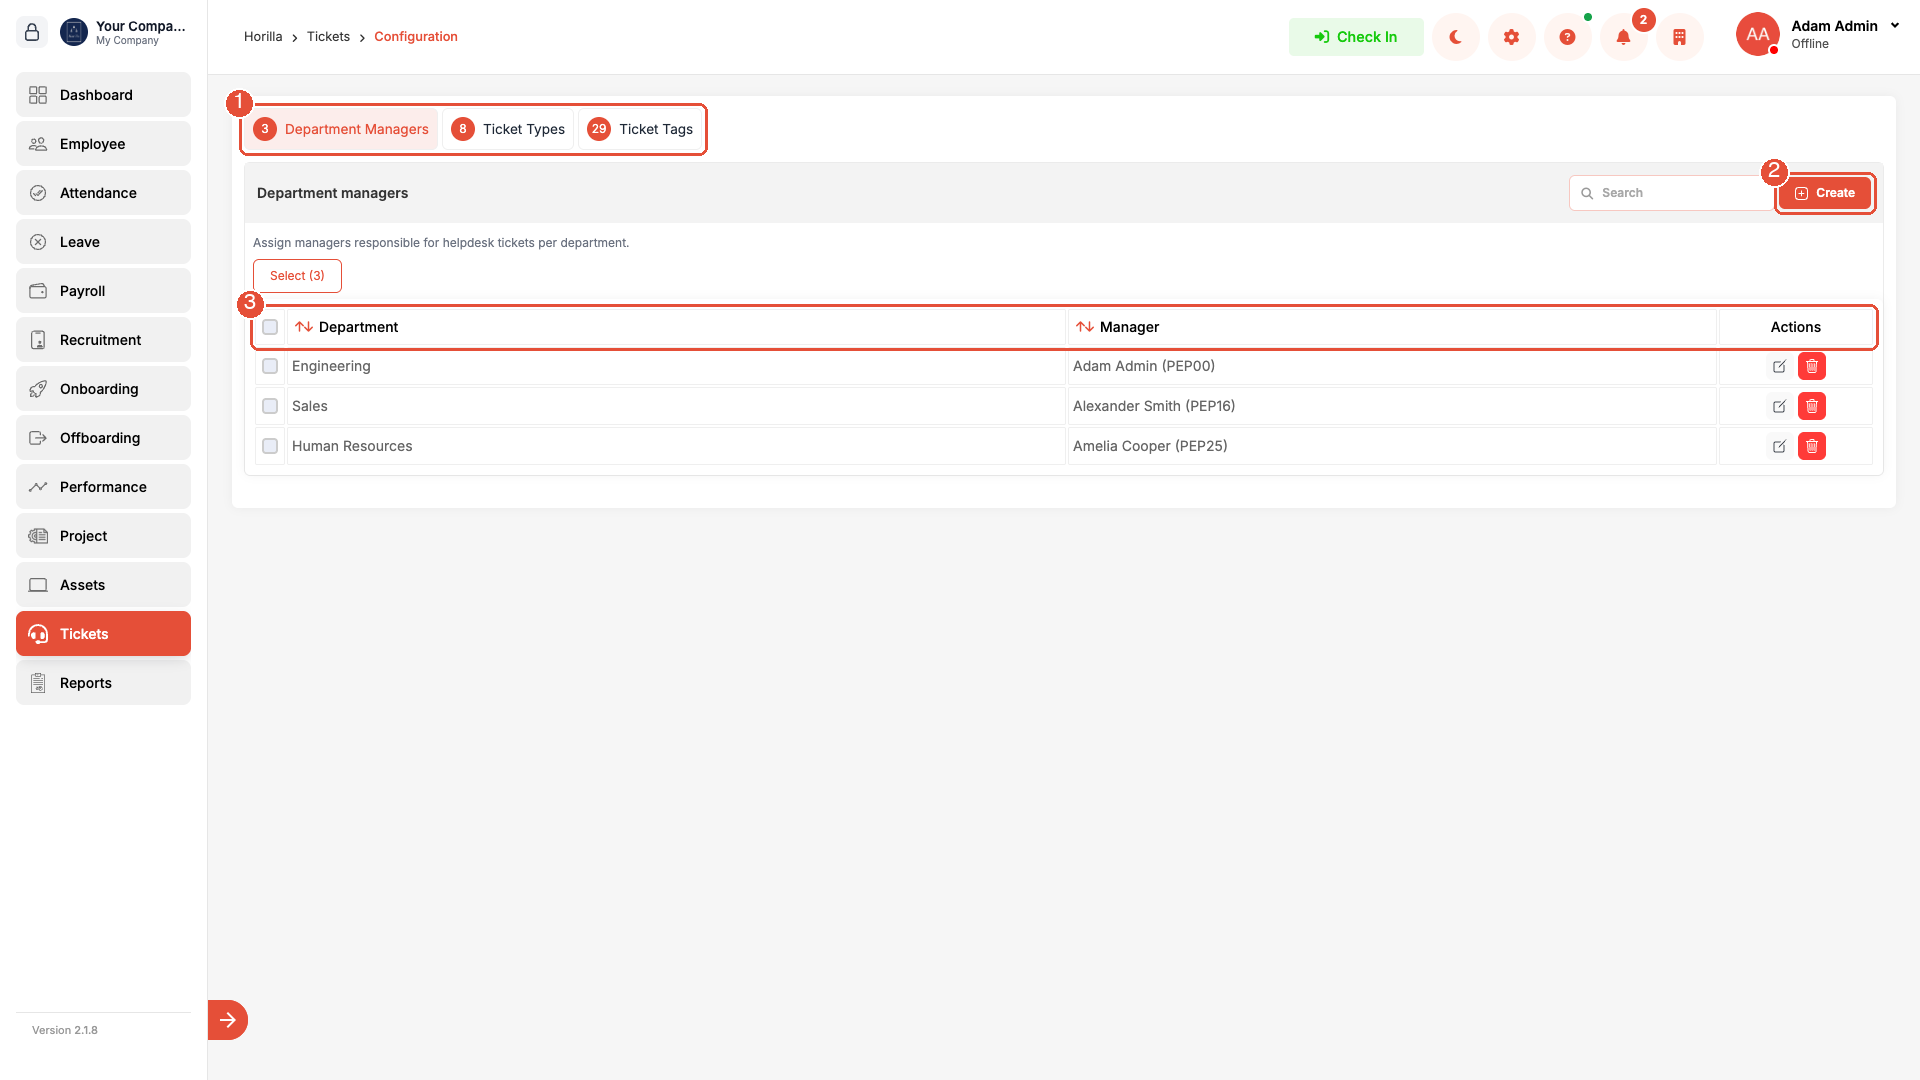 Your Compa...
My Company
Dashboard
Employee
Attendance
Leave
Payroll
Recruitment
Onboarding
Offboarding
Performance
Project
Assets
Tickets
Reports
Version 2.1.8
Horilla > Tickets > Configuration
Check In
2
AA
Adam Admin
Offline
1
3 Department Managers
8 Ticket Types
29 Ticket Tags
Department managers
Search
2
Create
Assign managers responsible for helpdesk tickets per department.
Select (3)
3
Department Manager Actions
Engineering Adam Admin (PEP00)
Sales Alexander Smith (PEP16)
Human Resources Amelia Cooper (PEP25)